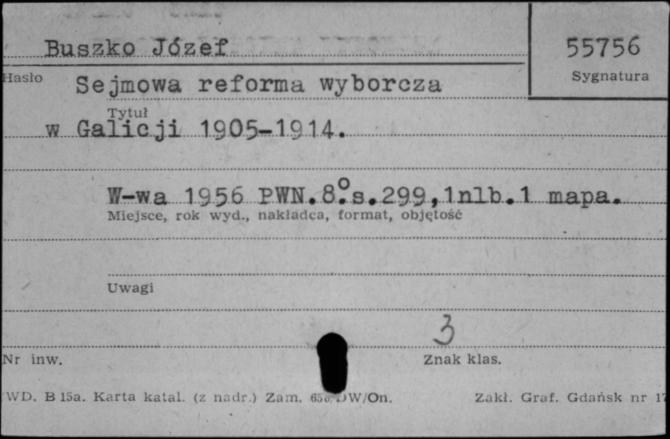 Buszko Józef
55756
Hasło
Sygnatura
Sejmowa reforma wyborcza
Tytuł
w Galicji 1905-1914.
W-wa 1956 PWN.8°.s.299,1nlb.1 mapa.
Miejsce, rok wyd., nakładca, format, objętość
Uwagi
3
Nr inw.
Znak klas.
WD. B 15a. Karta katal. (z nadr.) Zam. W/On.
Zakł. Graf. Gdańsk nr